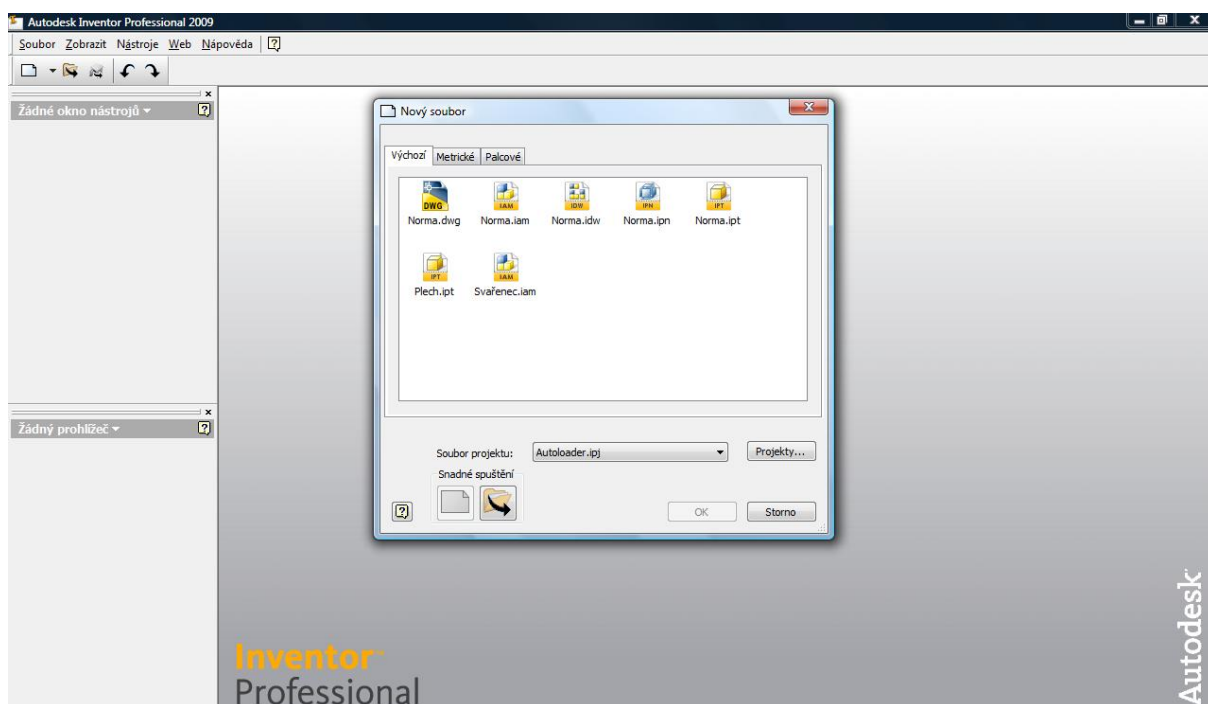 Autodesk Inventor Professional 2009
Soubor Zobrazit Nástroje Web Nápověda
Žádné okno nástrojů
Žádný prohlížeč
Nový soubor
Výchozí Metrické Palcové
DWG IAM IDW IPN IPT
Norma.dwg Norma.iam Norma.idw Norma.ipn Norma.ipt
IPT IAM
Plech.ipt Svařenec.iam
Soubor projektu: Autoloader.ipj Projekty...
Snadné spuštění
OK Storno
Inventor™
Professional
Autodesk